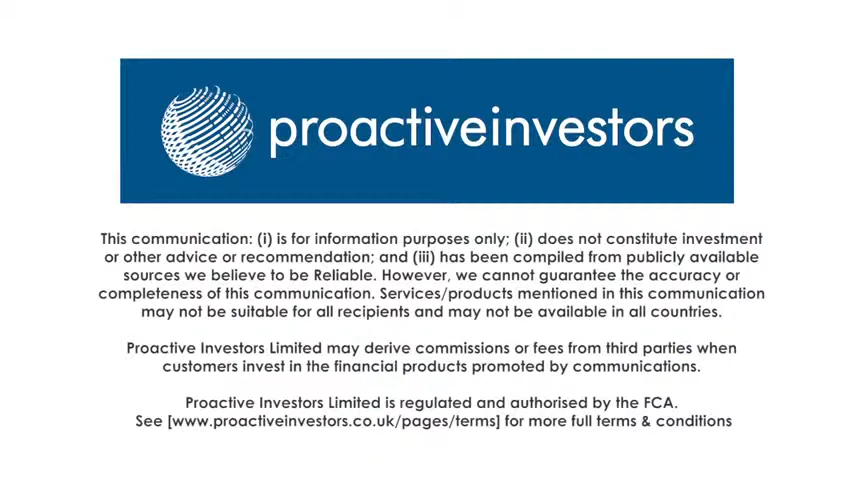 proactiveinvestors
This communication: (i) is for information purposes only; (ii) does not constitute investment
or other advice or recommendation; and (iii) has been compiled from publicly available
sources we believe to be Reliable. However, we cannot guarantee the accuracy or
completeness of this communication. Services/products mentioned in this communication
may not be suitable for all recipients and may not be available in all countries.
Proactive Investors Limited may derive commissions or fees from third parties when
customers invest in the financial products promoted by communications.
Proactive Investors Limited is regulated and authorised by the FCA.
See [www.proactiveinvestors.co.uk/pages/terms] for more full terms & conditions